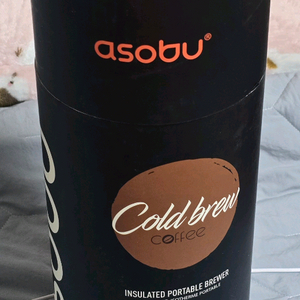 asobu®
Cold brew
COFFEE
INSULATED PORTABLE BREWER